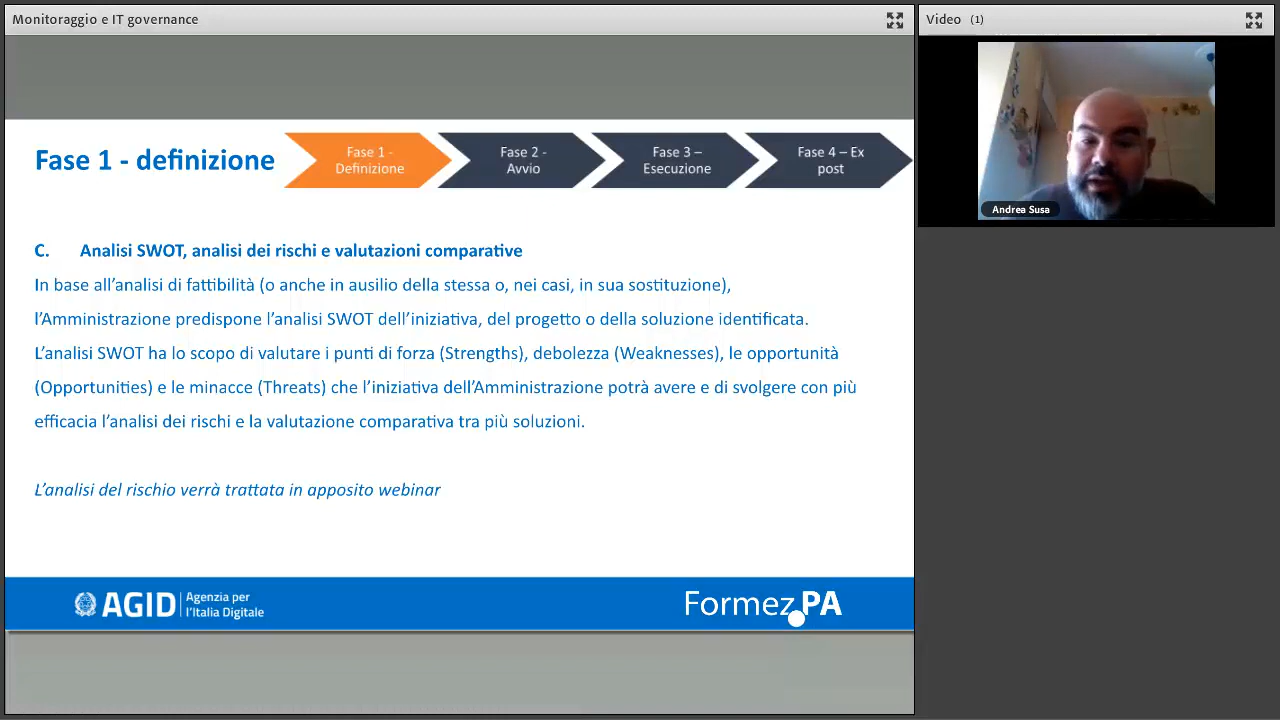 Monitoraggio e IT governance
Video (1)
Fase 1 - definizione
Fase 1 -
Definizione
Fase 2 -
Avvio
Fase 3 –
Esecuzione
Fase 4 – Ex
post
Andrea Susa
C. Analisi SWOT, analisi dei rischi e valutazioni comparative
In base all’analisi di fattibilità (o anche in ausilio della stessa o, nei casi, in sua sostituzione),
l’Amministrazione predispone l’analisi SWOT dell’iniziativa, del progetto o della soluzione identificata.
L’analisi SWOT ha lo scopo di valutare i punti di forza (Strengths), debolezza (Weaknesses), le opportunità
(Opportunities) e le minacce (Threats) che l’iniziativa dell’Amministrazione potrà avere e di svolgere con più
efficacia l’analisi dei rischi e la valutazione comparativa tra più soluzioni.
L’analisi del rischio verrà trattata in apposito webinar
AGID
Agenzia per
l’Italia Digitale
Formez PA